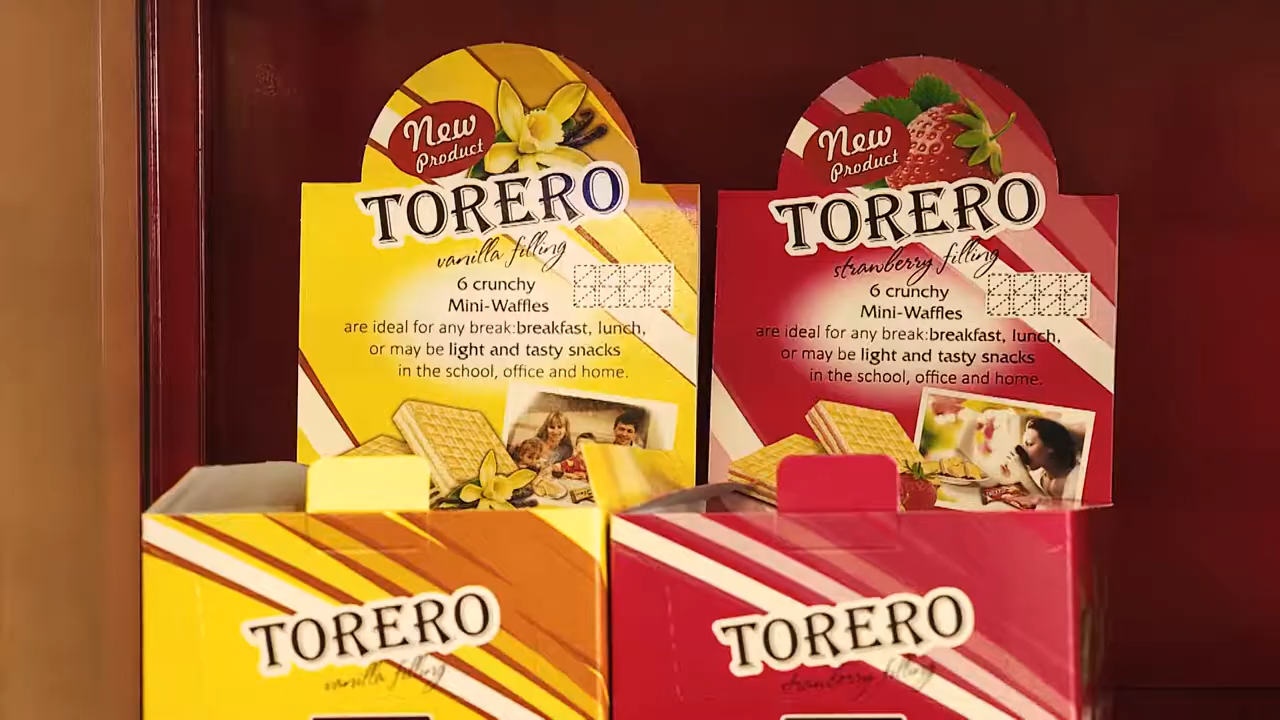 New
Product
TORERO
vanilla filling
6 crunchy
Mini-Waffles
are ideal for any break:breakfast, lunch,
or may be light and tasty snacks
in the school, office and home.
New
Product
TORERO
strawberry filling
6 crunchy
Mini-Waffles
are ideal for any break:breakfast, lunch,
or may be light and tasty snacks
in the school, office and home.
TORERO
vanilla filling
TORERO
strawberry filling